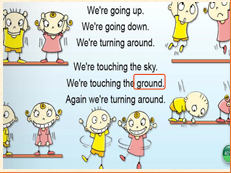 We're going up.
We're going down.
We're turning around.
We're touching the sky.
We're touching the ground.
Again we're turning around.